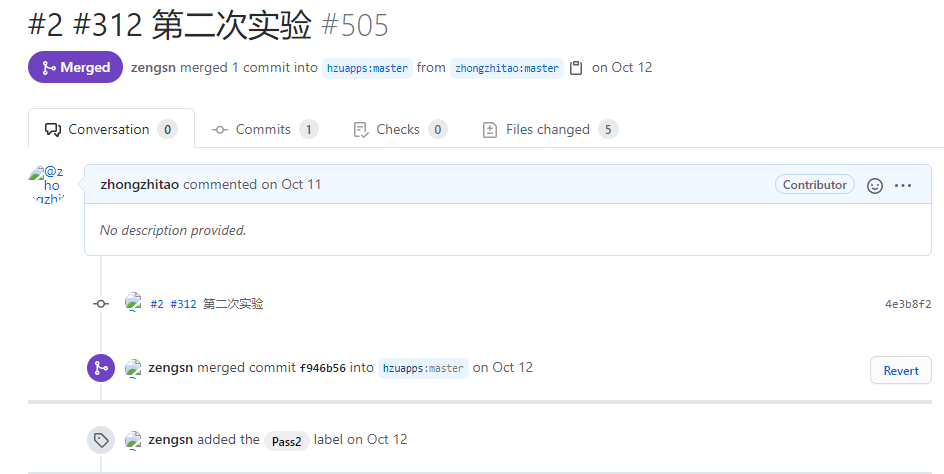 #2 #312 第二次实验 #505
Merged zengsn merged 1 commit into hzuapps:master from zhongzhitao:master on Oct 12
Conversation 0 Commits 1 Checks 0 Files changed 5
@z
ho
ngzhit
zhongzhitao commented on Oct 11 Contributor
No description provided.
#2 #312 第二次实验 4e3b8f2
zengsn merged commit f946b56 into hzuapps:master on Oct 12 Revert
zengsn added the Pass2 label on Oct 12